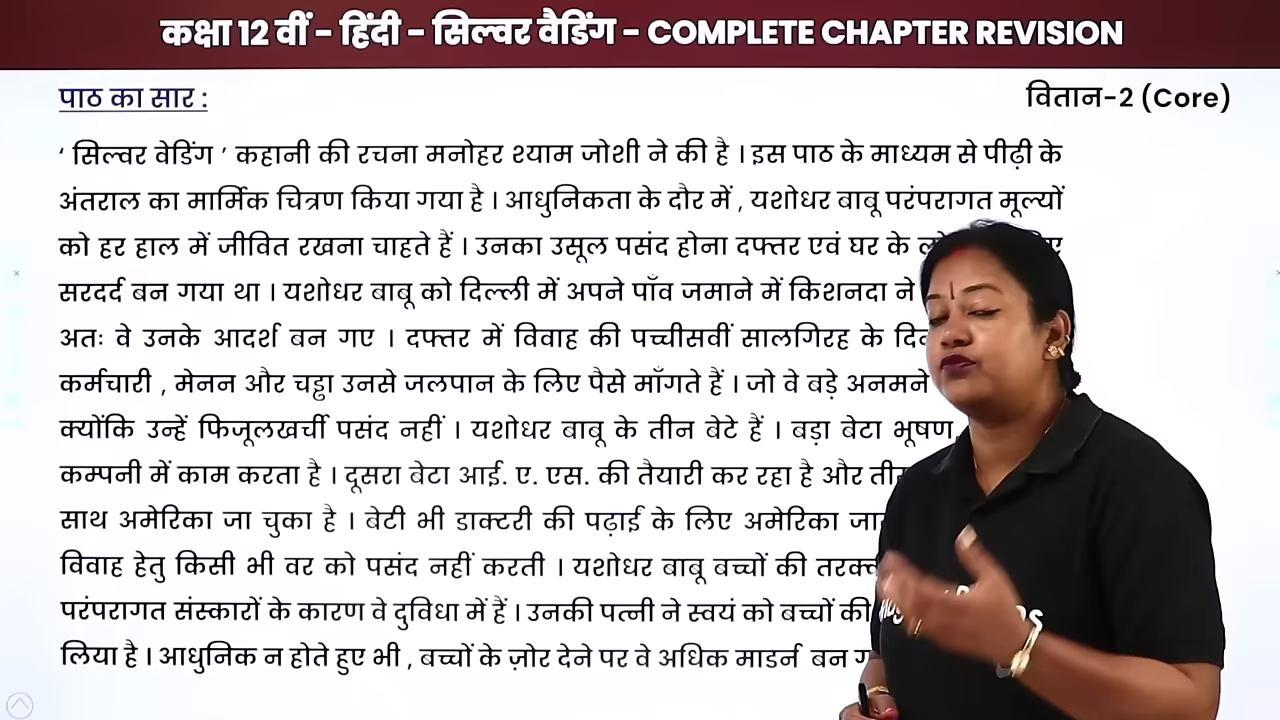 कक्षा 12 वीं - हिंदी - सिल्वर वैडिंग - COMPLETE CHAPTER REVISION
पाठ का सार :
वितान-2 (Core)
‘ सिल्वर वेडिंग ’ कहानी की रचना मनोहर श्याम जोशी ने की है । इस पाठ के माध्यम से पीढ़ी के
अंतराल का मार्मिक चित्रण किया गया है । आधुनिकता के दौर में , यशोधर बाबू परंपरागत मूल्यों
को हर हाल में जीवित रखना चाहते हैं । उनका उसूल पसंद होना दफ्तर एवं घर के
सरदर्द बन गया था । यशोधर बाबू को दिल्ली में अपने पाँव जमाने में किशनदा ने
अतः वे उनके आदर्श बन गए । दफ्तर में विवाह की पच्चीसवीं सालगिरह के
कर्मचारी , मेनन और चड्ढा उनसे जलपान के लिए पैसे माँगते हैं । जो वे बड़े अनमने
क्योंकि उन्हें फिजूलखर्ची पसंद नहीं । यशोधर बाबू के तीन बेटे हैं । बड़ा बेटा भूषण
कम्पनी में काम करता है । दूसरा बेटा आई. ए. एस. की तैयारी कर रहा है और
साथ अमेरिका जा चुका है । बेटी भी डाक्टरी की पढ़ाई के लिए अमेरिका
विवाह हेतु किसी भी वर को पसंद नहीं करती । यशोधर बाबू बच्चों की
परंपरागत संस्कारों के कारण वे दुविधा में हैं । उनकी पत्नी ने स्वयं को बच्चों की
लिया है । आधुनिक न होते हुए भी , बच्चों के ज़ोर देने पर वे अधिक माडर्न बन